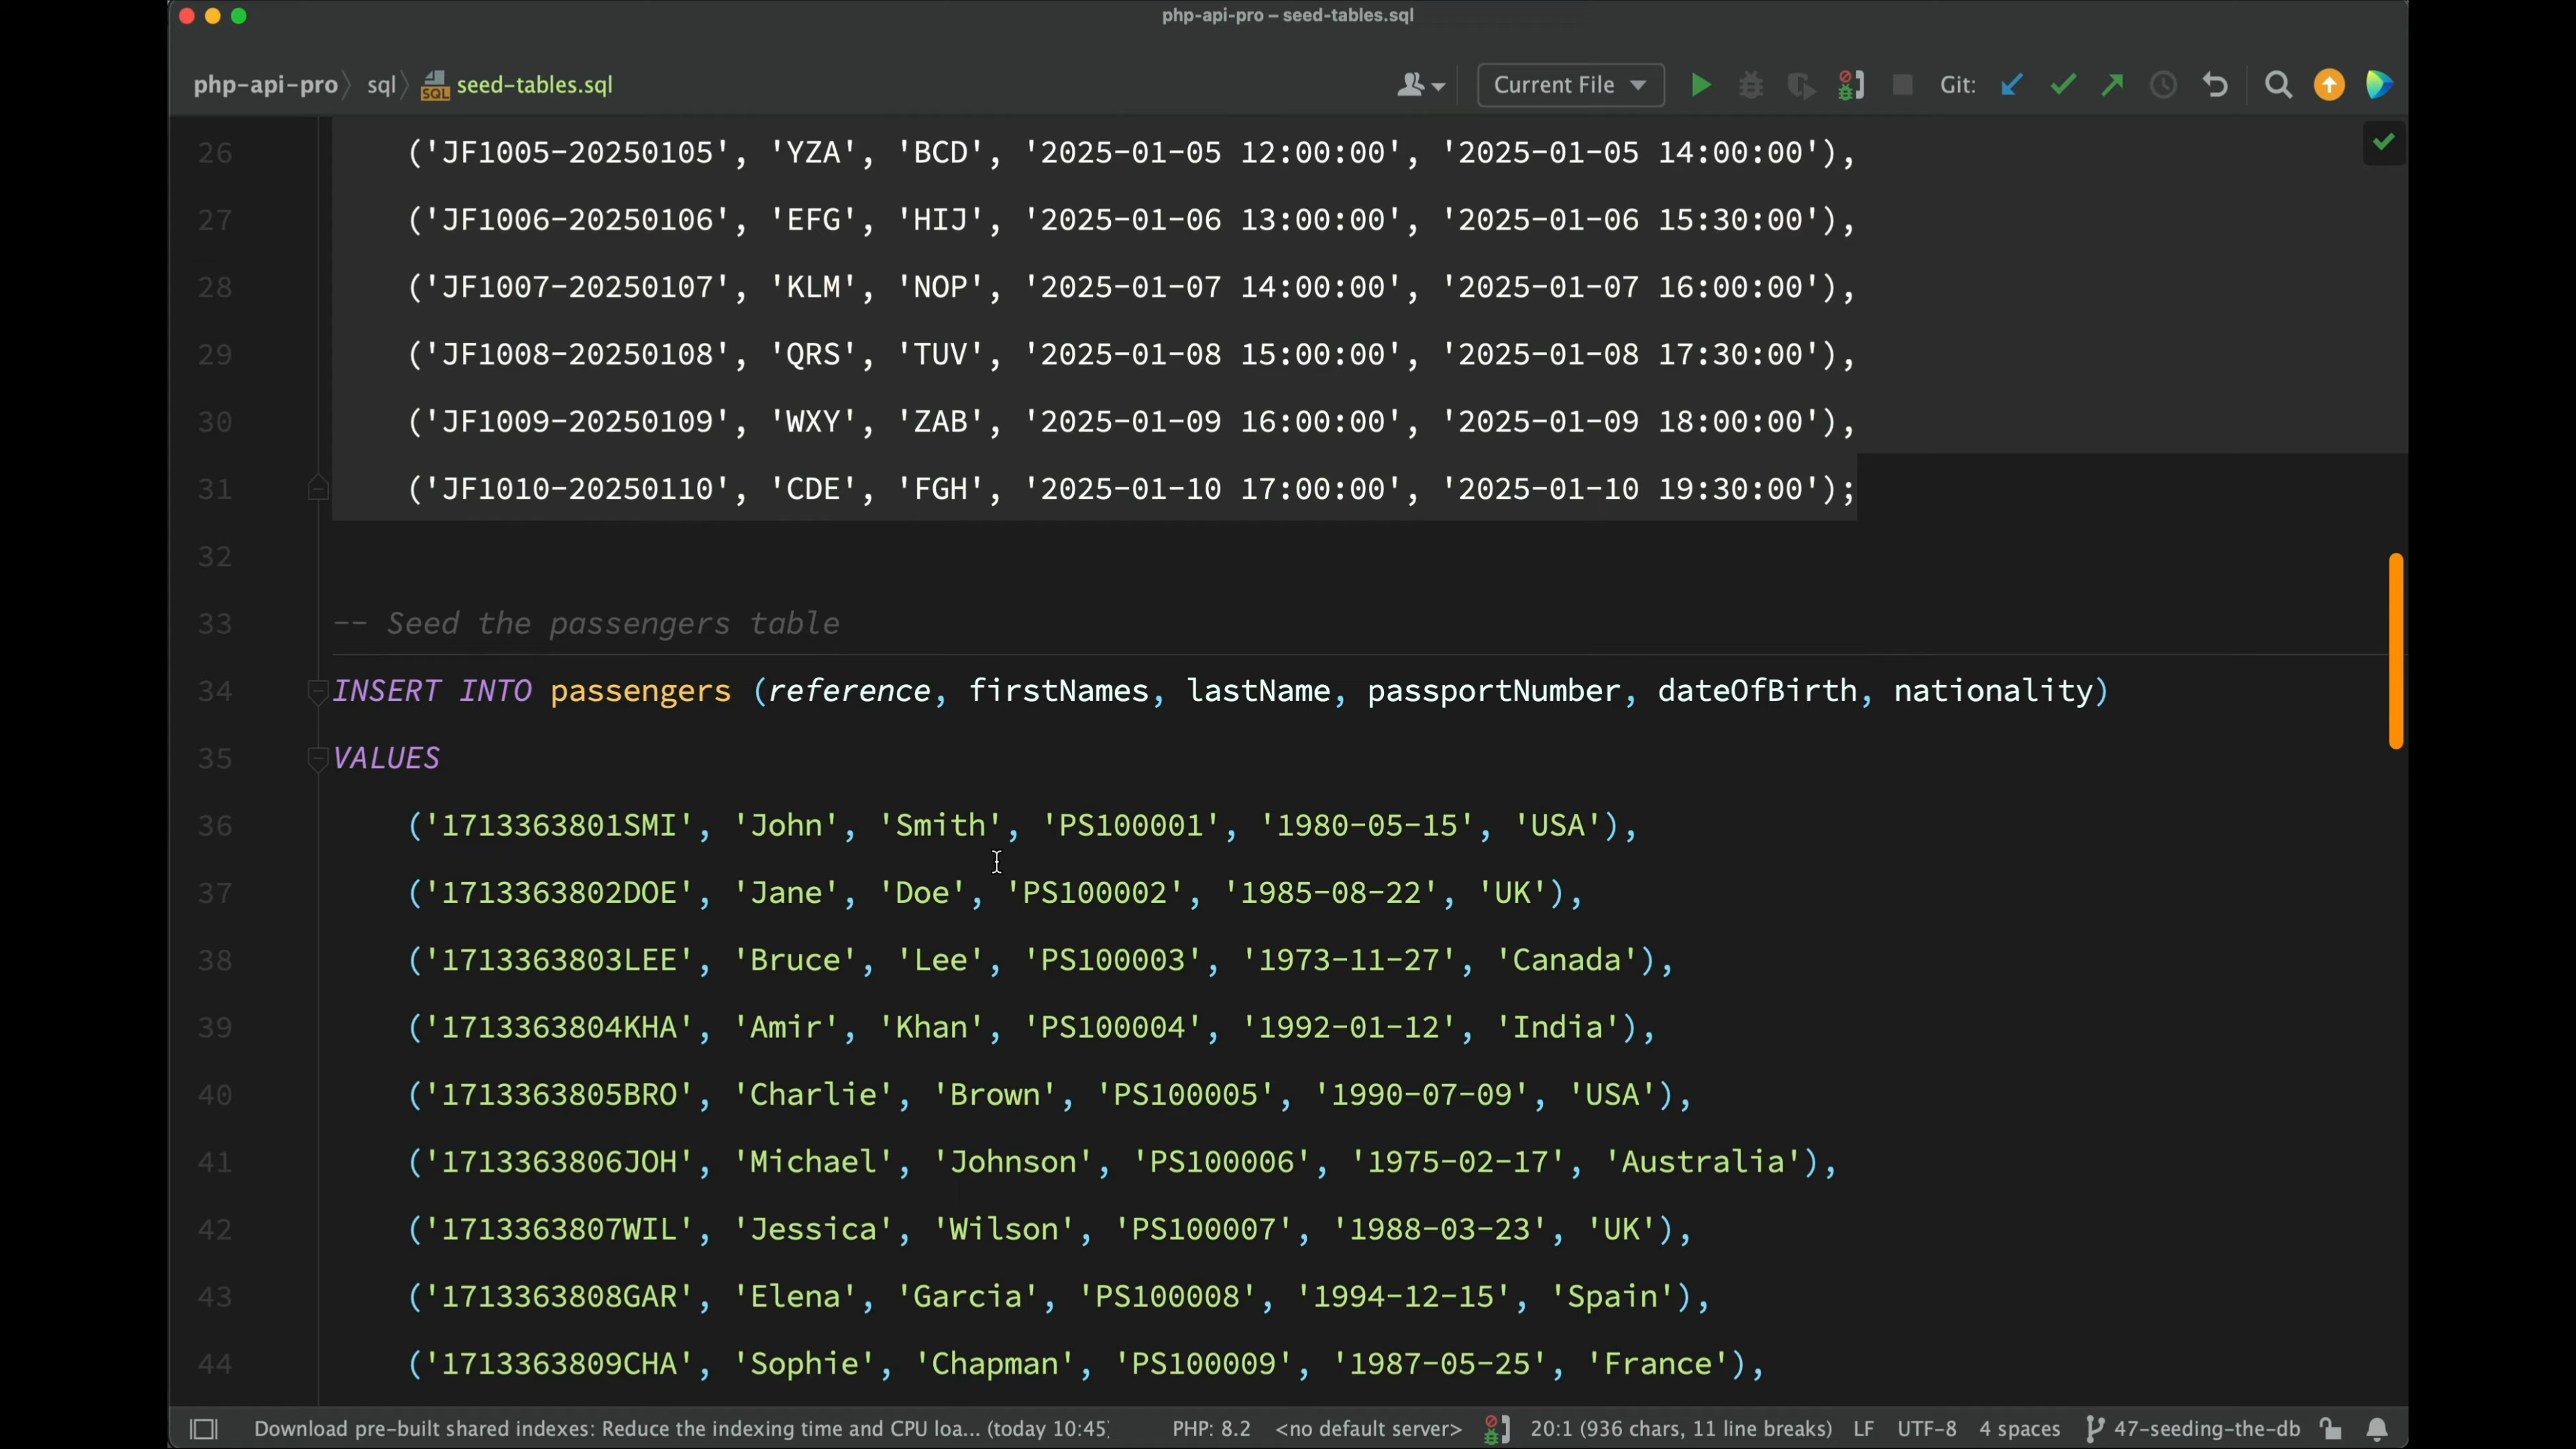 php-api-pro – seed-tables.sql
php-api-pro sql seed-tables.sql Current File Git:
26 ('JF1005-20250105', 'YZA', 'BCD', '2025-01-05 12:00:00', '2025-01-05 14:00:00'),
27 ('JF1006-20250106', 'EFG', 'HIJ', '2025-01-06 13:00:00', '2025-01-06 15:30:00'),
28 ('JF1007-20250107', 'KLM', 'NOP', '2025-01-07 14:00:00', '2025-01-07 16:00:00'),
29 ('JF1008-20250108', 'QRS', 'TUV', '2025-01-08 15:00:00', '2025-01-08 17:30:00'),
30 ('JF1009-20250109', 'WXY', 'ZAB', '2025-01-09 16:00:00', '2025-01-09 18:00:00'),
31 ('JF1010-20250110', 'CDE', 'FGH', '2025-01-10 17:00:00', '2025-01-10 19:30:00');
32
33 -- Seed the passengers table
34 INSERT INTO passengers (reference, firstNames, lastName, passportNumber, dateOfBirth, nationality)
35 VALUES
36 ('1713363801SMI', 'John', 'Smith', 'PS100001', '1980-05-15', 'USA'),
37 ('1713363802DOE', 'Jane', 'Doe', 'PS100002', '1985-08-22', 'UK'),
38 ('1713363803LEE', 'Bruce', 'Lee', 'PS100003', '1973-11-27', 'Canada'),
39 ('1713363804KHA', 'Amir', 'Khan', 'PS100004', '1992-01-12', 'India'),
40 ('1713363805BRO', 'Charlie', 'Brown', 'PS100005', '1990-07-09', 'USA'),
41 ('1713363806JOH', 'Michael', 'Johnson', 'PS100006', '1975-02-17', 'Australia'),
42 ('1713363807WIL', 'Jessica', 'Wilson', 'PS100007', '1988-03-23', 'UK'),
43 ('1713363808GAR', 'Elena', 'Garcia', 'PS100008', '1994-12-15', 'Spain'),
44 ('1713363809CHA', 'Sophie', 'Chapman', 'PS100009', '1987-05-25', 'France'),
Download pre-built shared indexes: Reduce the indexing time and CPU loa... (today 10:45) PHP: 8.2 <no default server> 20:1 (936 chars, 11 line breaks) LF UTF-8 4 spaces 47-seeding-the-db